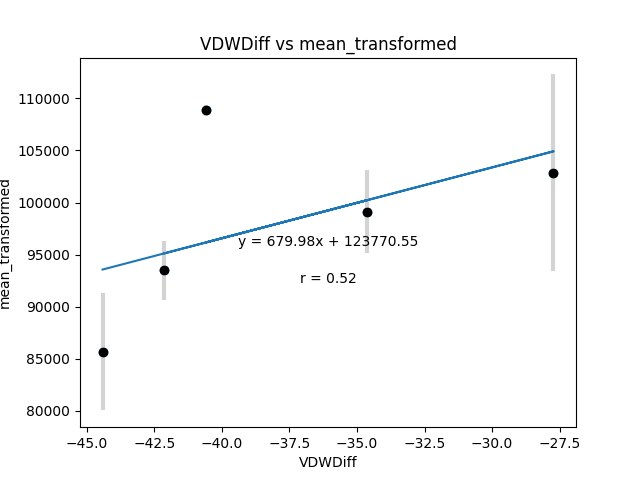 VDWDiff vs mean_transformed
mean_transformed
110000
105000
100000
95000
90000
85000
80000
y = 679.98x + 123770.55
r = 0.52
−45.0 −42.5 −40.0 −37.5 −35.0 −32.5 −30.0 −27.5
VDWDiff